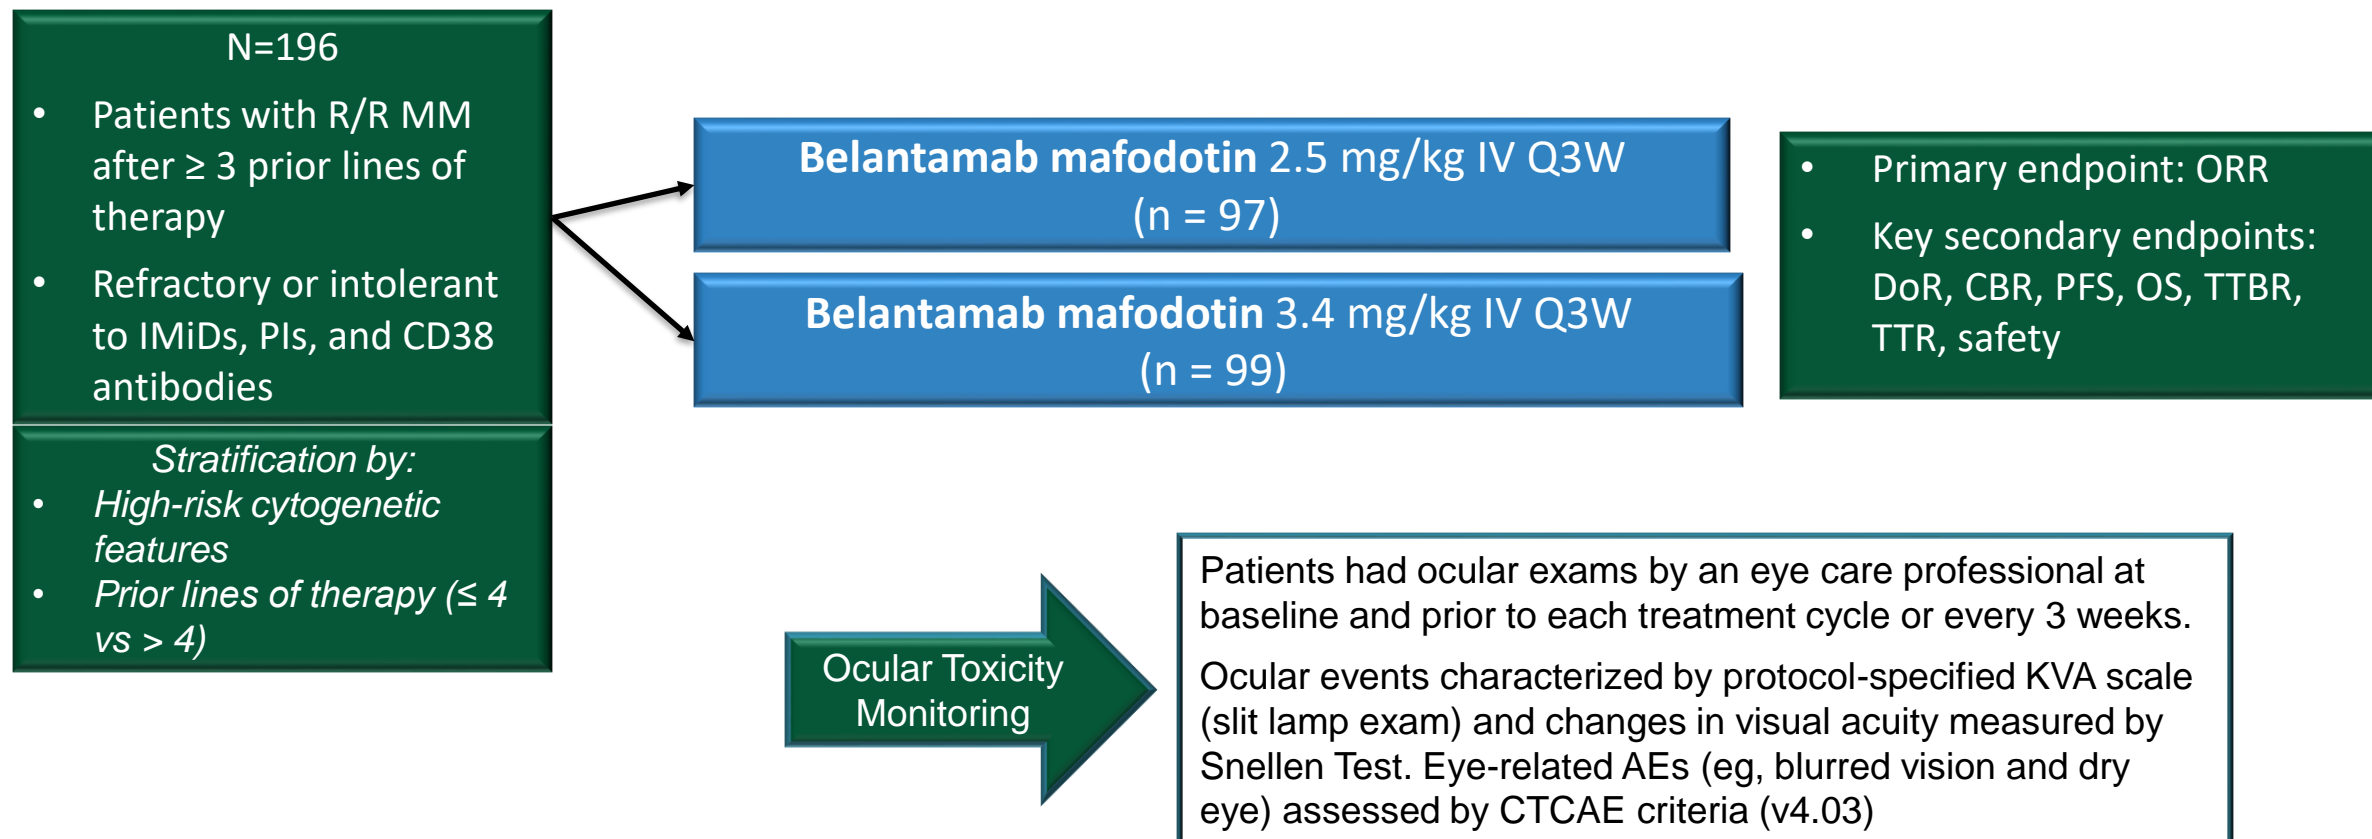 N=196
• Patients with R/R MM
after ≥ 3 prior lines of
therapy
• Refractory or intolerant
to IMiDs, PIs, and CD38
antibodies
Stratification by:
• High-risk cytogenetic
features
• Prior lines of therapy (≤ 4
vs > 4)
Belantamab mafodotin 2.5 mg/kg IV Q3W
(n = 97)
Belantamab mafodotin 3.4 mg/kg IV Q3W
(n = 99)
• Primary endpoint: ORR
• Key secondary endpoints:
DoR, CBR, PFS, OS, TTBR,
TTR, safety
Ocular Toxicity
Monitoring
Patients had ocular exams by an eye care professional at
baseline and prior to each treatment cycle or every 3 weeks.
Ocular events characterized by protocol-specified KVA scale
(slit lamp exam) and changes in visual acuity measured by
Snellen Test. Eye-related AEs (eg, blurred vision and dry
eye) assessed by CTCAE criteria (v4.03)